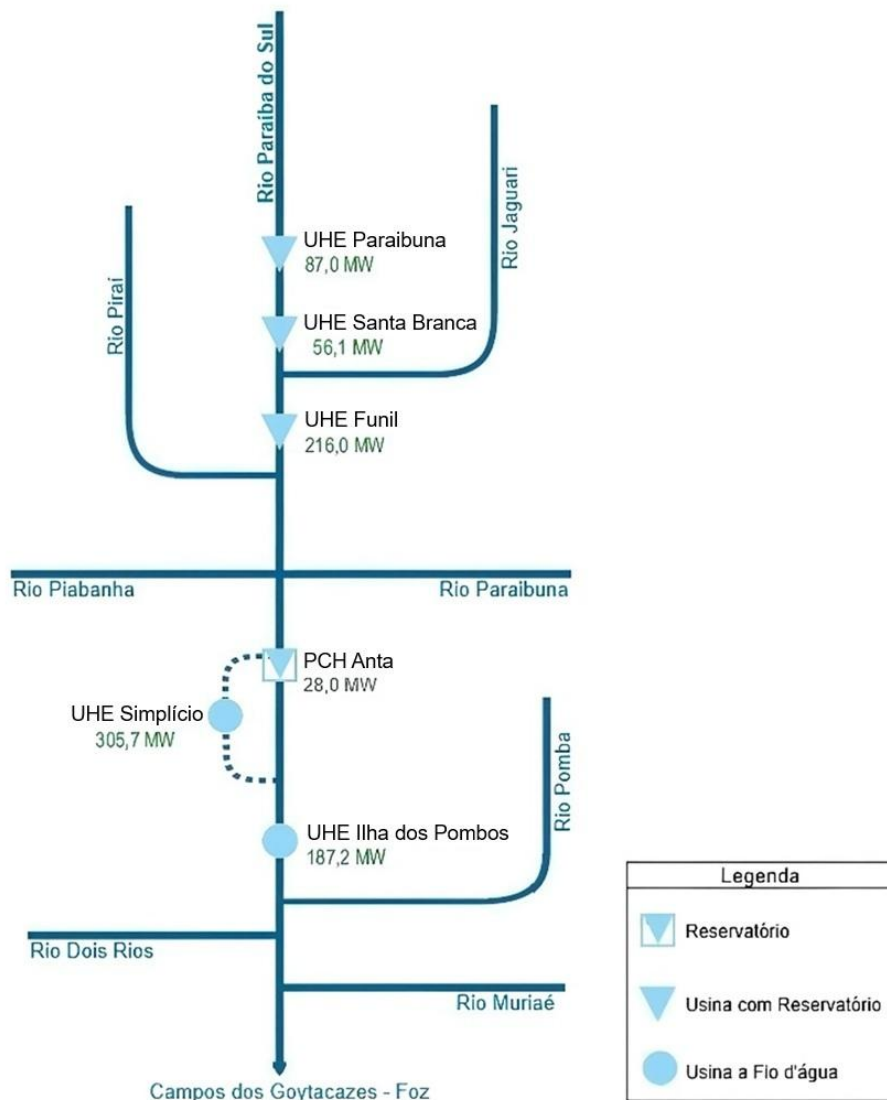 Rio Paraíba do Sul
Rio Jaguari
Rio Piraí
UHE Paraibuna
87,0 MW
UHE Santa Branca
56,1 MW
UHE Funil
216,0 MW
Rio Piabanha
Rio Paraibuna
PCH Anta
28,0 MW
UHE Simplício
305,7 MW
Rio Pomba
UHE Ilha dos Pombos
187,2 MW
Rio Dois Rios
Rio Muriaé
Campos dos Goytacazes - Foz
Legenda
Reservatório
Usina com Reservatório
Usina a Fio d'água